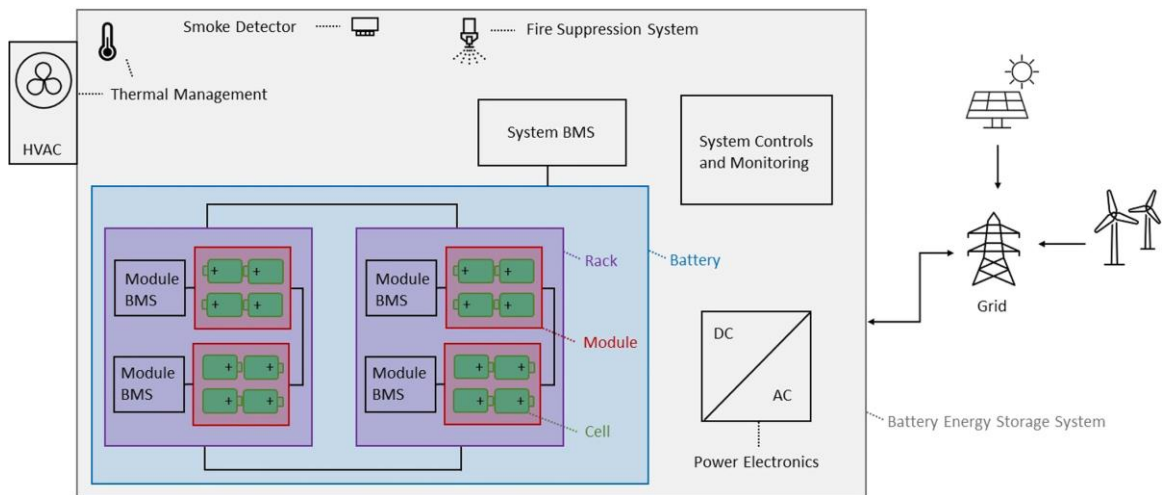 Smoke Detector
Fire Suppression System
Thermal Management
HVAC
System BMS
System Controls
and Monitoring
Rack
Battery
Module
BMS
+ +
+ +
Module
BMS
+ +
+ +
Module
Module
BMS
+ +
+ +
Module
BMS
+ +
+ +
Cell
DC
AC
Power Electronics
Grid
Battery Energy Storage System